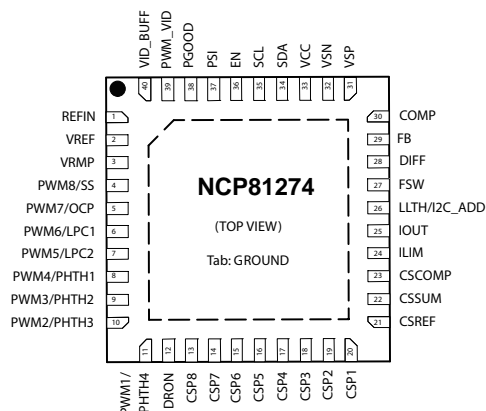 VID_BUFF
PWM_VID
PGOOD
PSI
EN
SCL
SDA
VCC
VSN
VSP
40
39
38
37
36
35
34
33
32
31
REFIN 1
VREF 2
VRMP 3
PWM8/SS 4
PWM7/OCP 5
PWM6/LPC1 6
PWM5/LPC2 7
PWM4/PHTH1 8
PWM3/PHTH2 9
PWM2/PHTH3 10
NCP81274
(TOP VIEW)
Tab: GROUND
30 COMP
29 FB
28 DIFF
27 FSW
26 LLTH/I2C_ADD
25 IOUT
24 ILIM
23 CSCOMP
22 CSSUM
21 CSREF
11
12
13
14
15
16
17
18
19
20
PWM1/
PHTH4
DRON
CSP8
CSP7
CSP6
CSP5
CSP4
CSP3
CSP2
CSP1